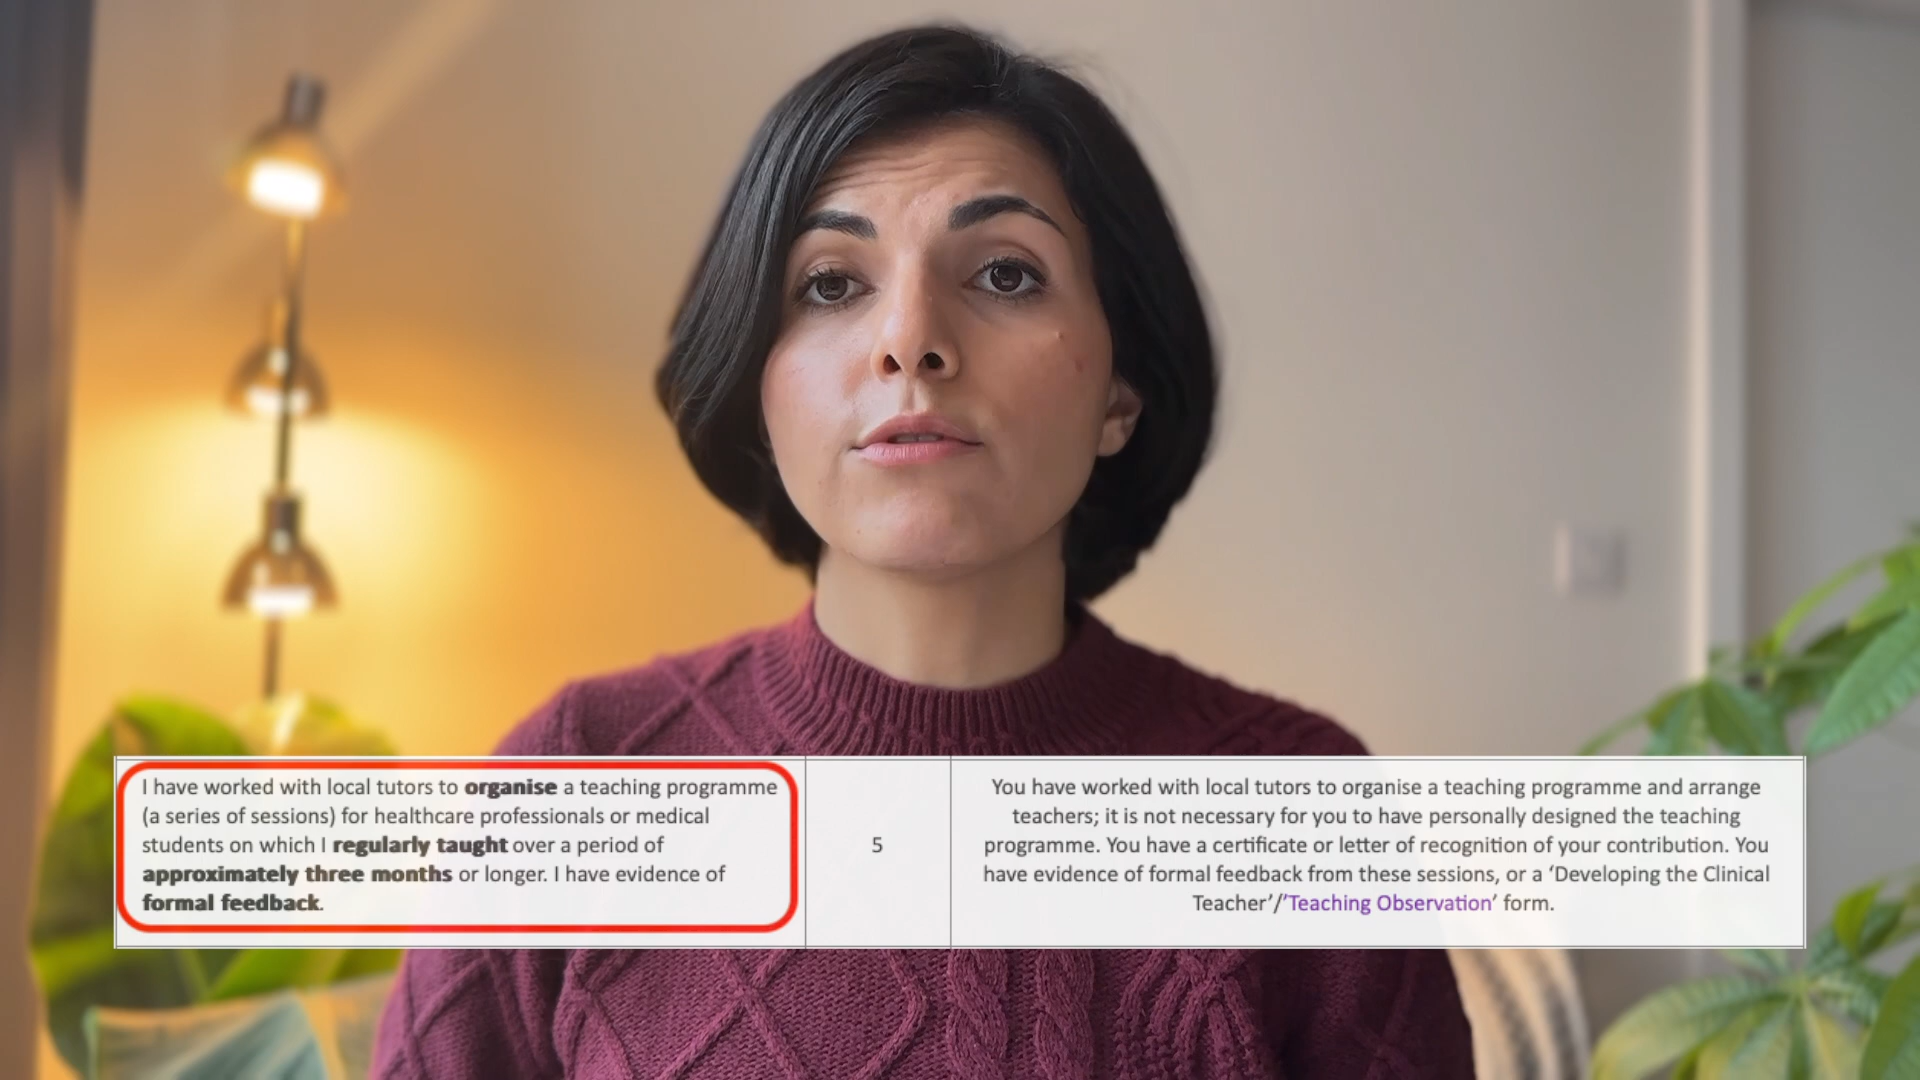 I have worked with local tutors to organise a teaching programme
(a series of sessions) for healthcare professionals or medical
students on which I regularly taught over a period of
approximately three months or longer. I have evidence of
formal feedback.
5
You have worked with local tutors to organise a teaching programme and arrange
teachers; it is not necessary for you to have personally designed the teaching
programme. You have a certificate or letter of recognition of your contribution. You
have evidence of formal feedback from these sessions, or a ‘Developing the Clinical
Teacher’/’Teaching Observation’ form.